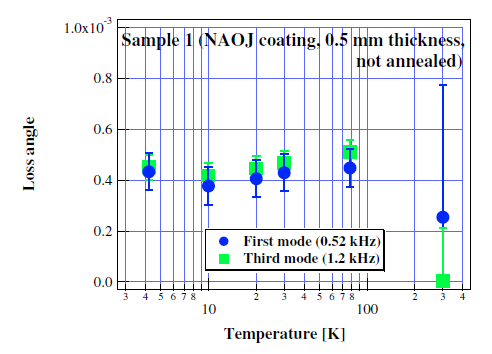 1.0x10-3
Sample 1 (NAOJ coating, 0.5 mm thickness,
not annealed)
0.8
0.6
0.4
0.2
0.0
Loss angle
First mode (0.52 kHz)
Third mode (1.2 kHz)
3 4 5 6 7 8 2 3 4 5 6 7 8 2 3 4
10 100
Temperature [K]